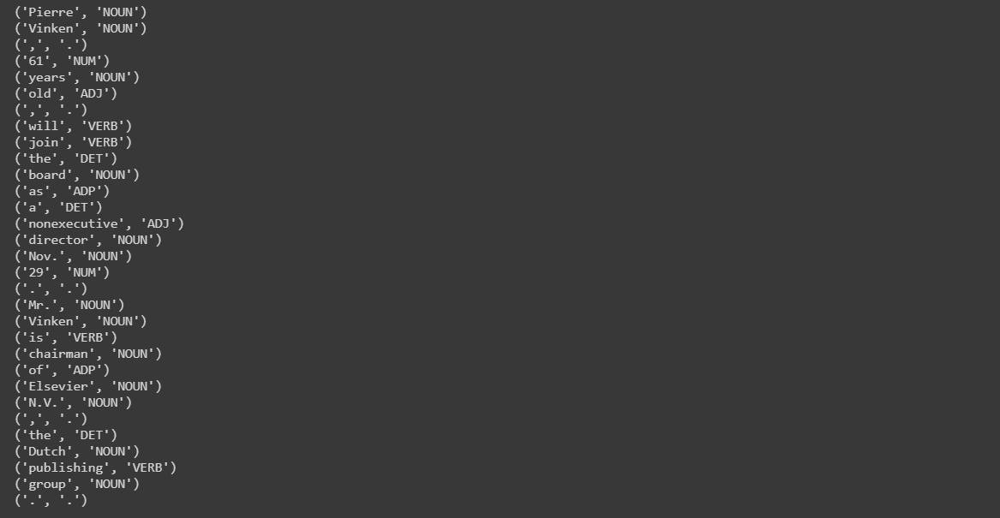 ('Pierre', 'NOUN')
('Vinken', 'NOUN')
(',', '.')
('61', 'NUM')
('years', 'NOUN')
('old', 'ADJ')
(',', '.')
('will', 'VERB')
('join', 'VERB')
('the', 'DET')
('board', 'NOUN')
('as', 'ADP')
('a', 'DET')
('nonexecutive', 'ADJ')
('director', 'NOUN')
('Nov.', 'NOUN')
('29', 'NUM')
('.', '.')
('Mr.', 'NOUN')
('Vinken', 'NOUN')
('is', 'VERB')
('chairman', 'NOUN')
('of', 'ADP')
('Elsevier', 'NOUN')
('N.V.', 'NOUN')
(',', '.')
('the', 'DET')
('Dutch', 'NOUN')
('publishing', 'VERB')
('group', 'NOUN')
('.', '.')